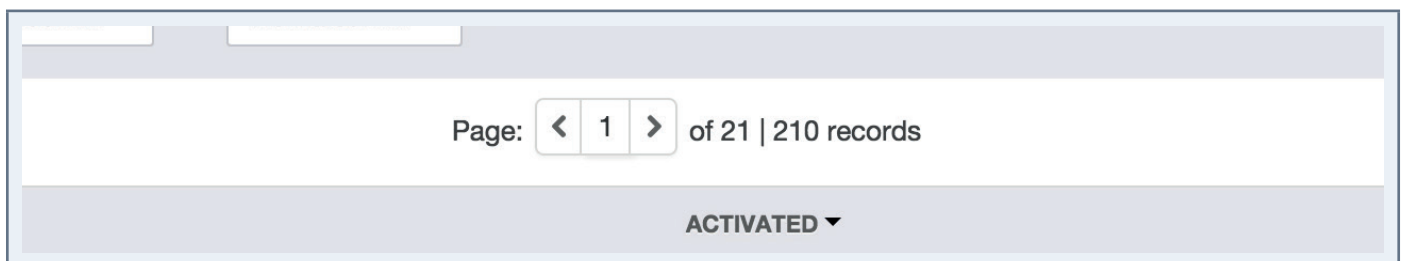 Page: < 1 > of 21 | 210 records
ACTIVATED